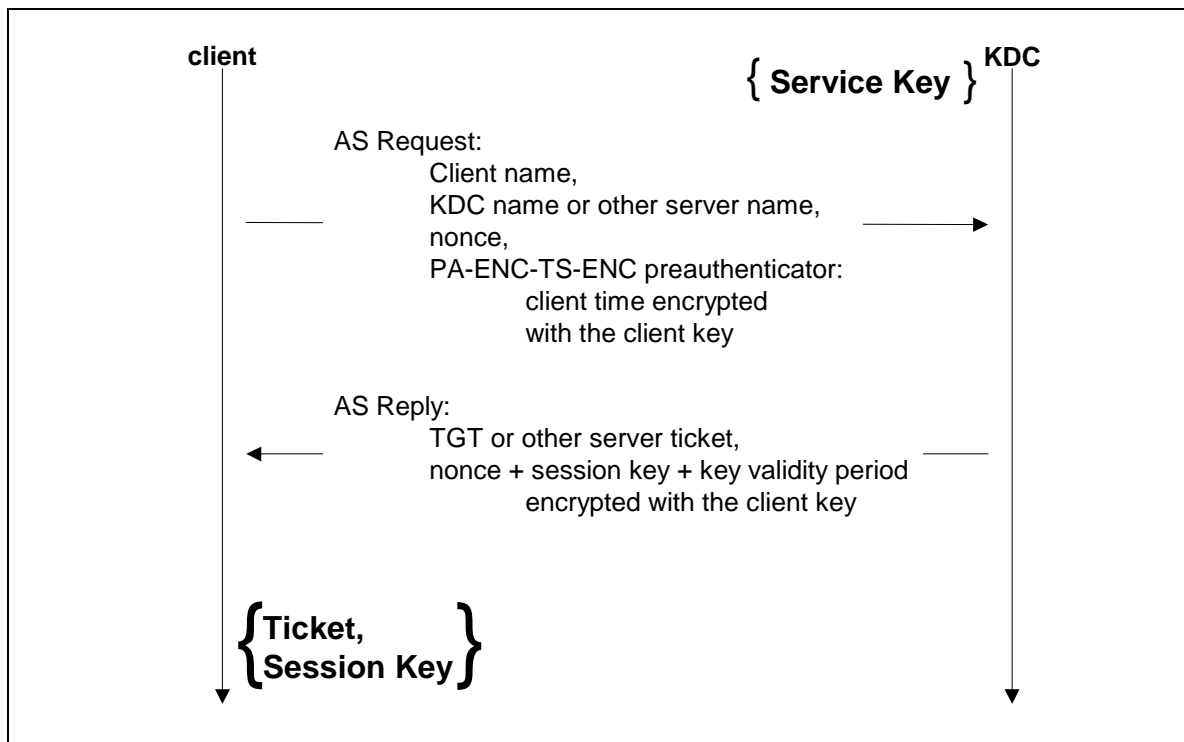 client
KDC
{ Service Key }
AS Request:
Client name,
KDC name or other server name,
nonce,
PA-ENC-TS-ENC preauthenticator:
client time encrypted
with the client key
AS Reply:
TGT or other server ticket,
nonce + session key + key validity period
encrypted with the client key
{Ticket,
Session Key}